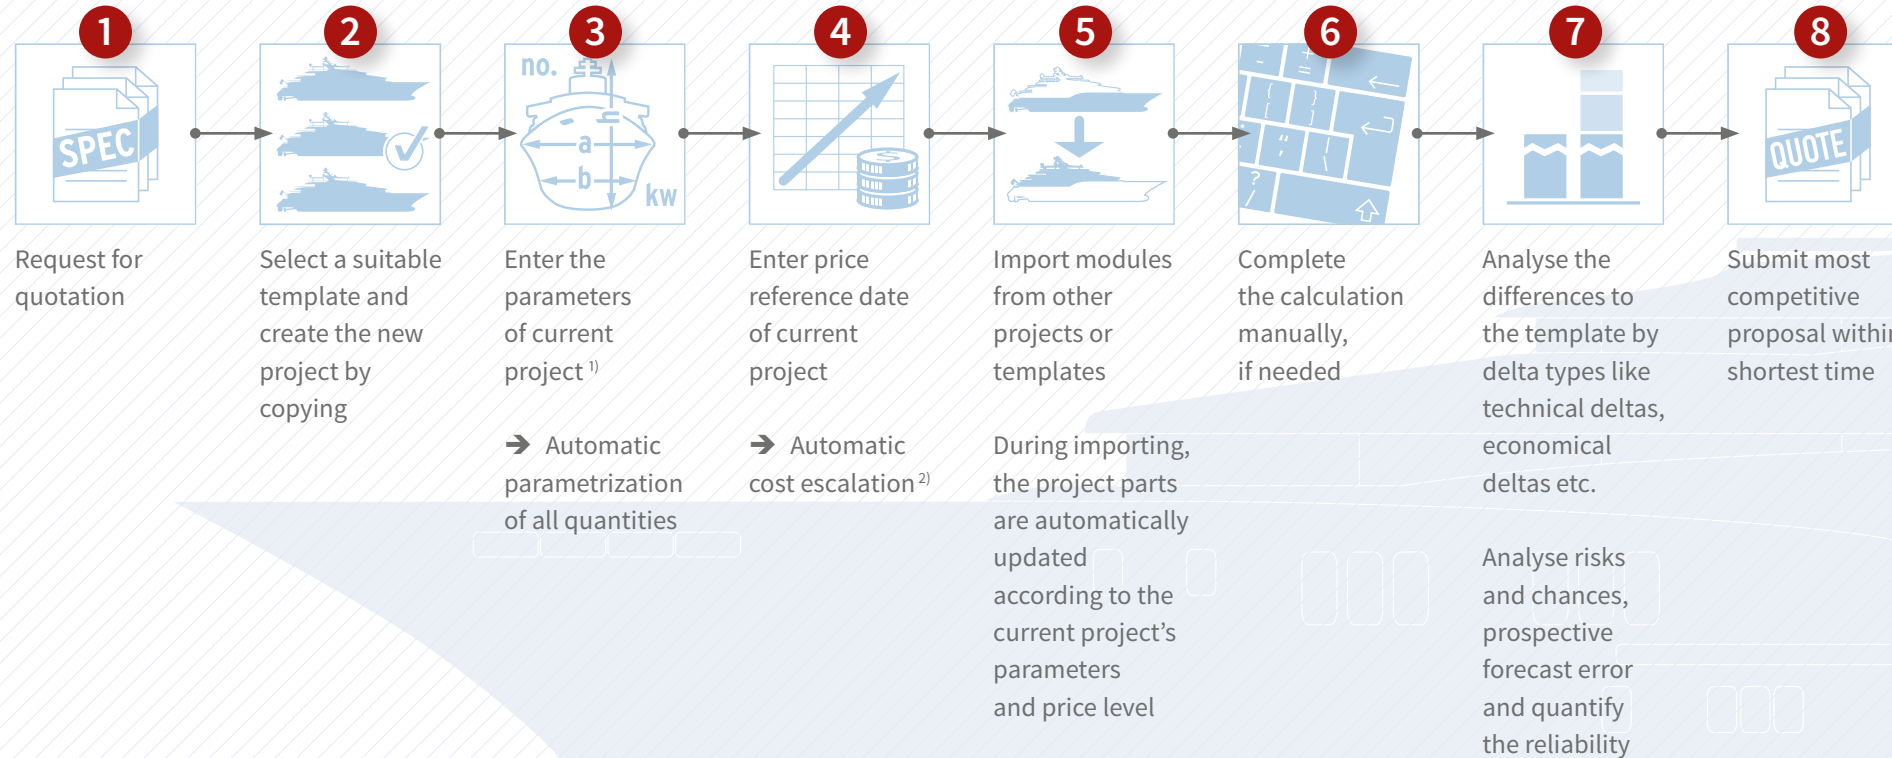 1
SPEC
Request for
quotation
2
Select a suitable
template and
create the new
project by
copying
3
no.
h
a
b
kw
Enter the
parameters
of current
project 1)
➔ Automatic
parametrization
of all quantities
4
$
Enter price
reference date
of current
project
➔ Automatic
cost escalation 2)
5
Import modules
from other
projects or
templates
During importing,
the project parts
are automatically
updated
according to the
current project’s
parameters
and price level
6
- + =
{ [ } ]
" | \
? /
Complete
the calculation
manually,
if needed
7
Analyse the
differences to
the template by
delta types like
technical deltas,
economical
deltas etc.
Analyse risks
and chances,
prospective
forecast error
and quantify
the reliability
8
QUOTE
Submit most
competitive
proposal within
shortest time